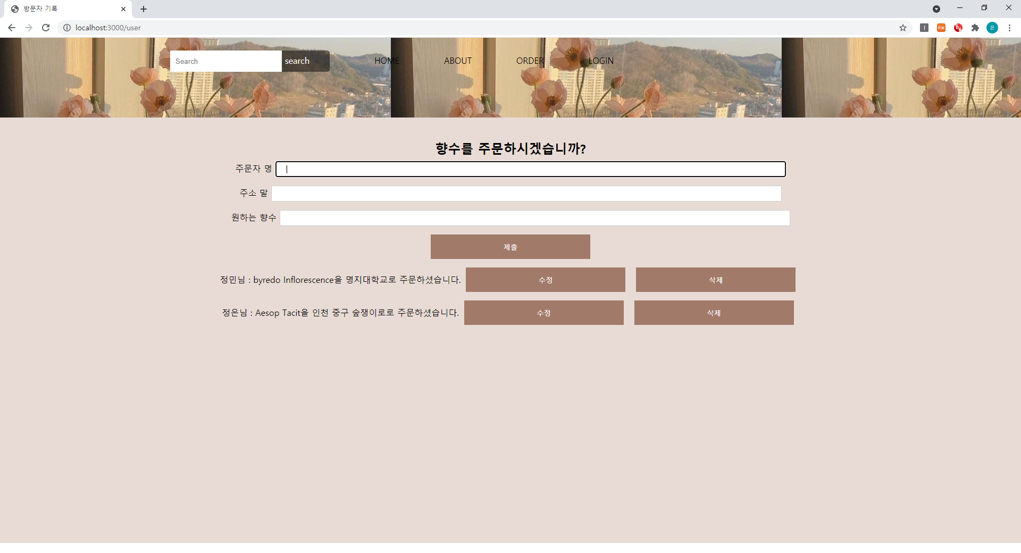 방문자 기록
localhost:3000/user
Search search HOME ABOUT ORDER LOGIN
향수를 주문하시겠습니까?
주문자 명
주소 말
원하는 향수
제출
정민님 : byredo Inflorescence을 명지대학교로 주문하셨습니다. 수정 삭제
정은님 : Aesop Tacit을 인천 중구 숲쟁이로로 주문하셨습니다. 수정 삭제